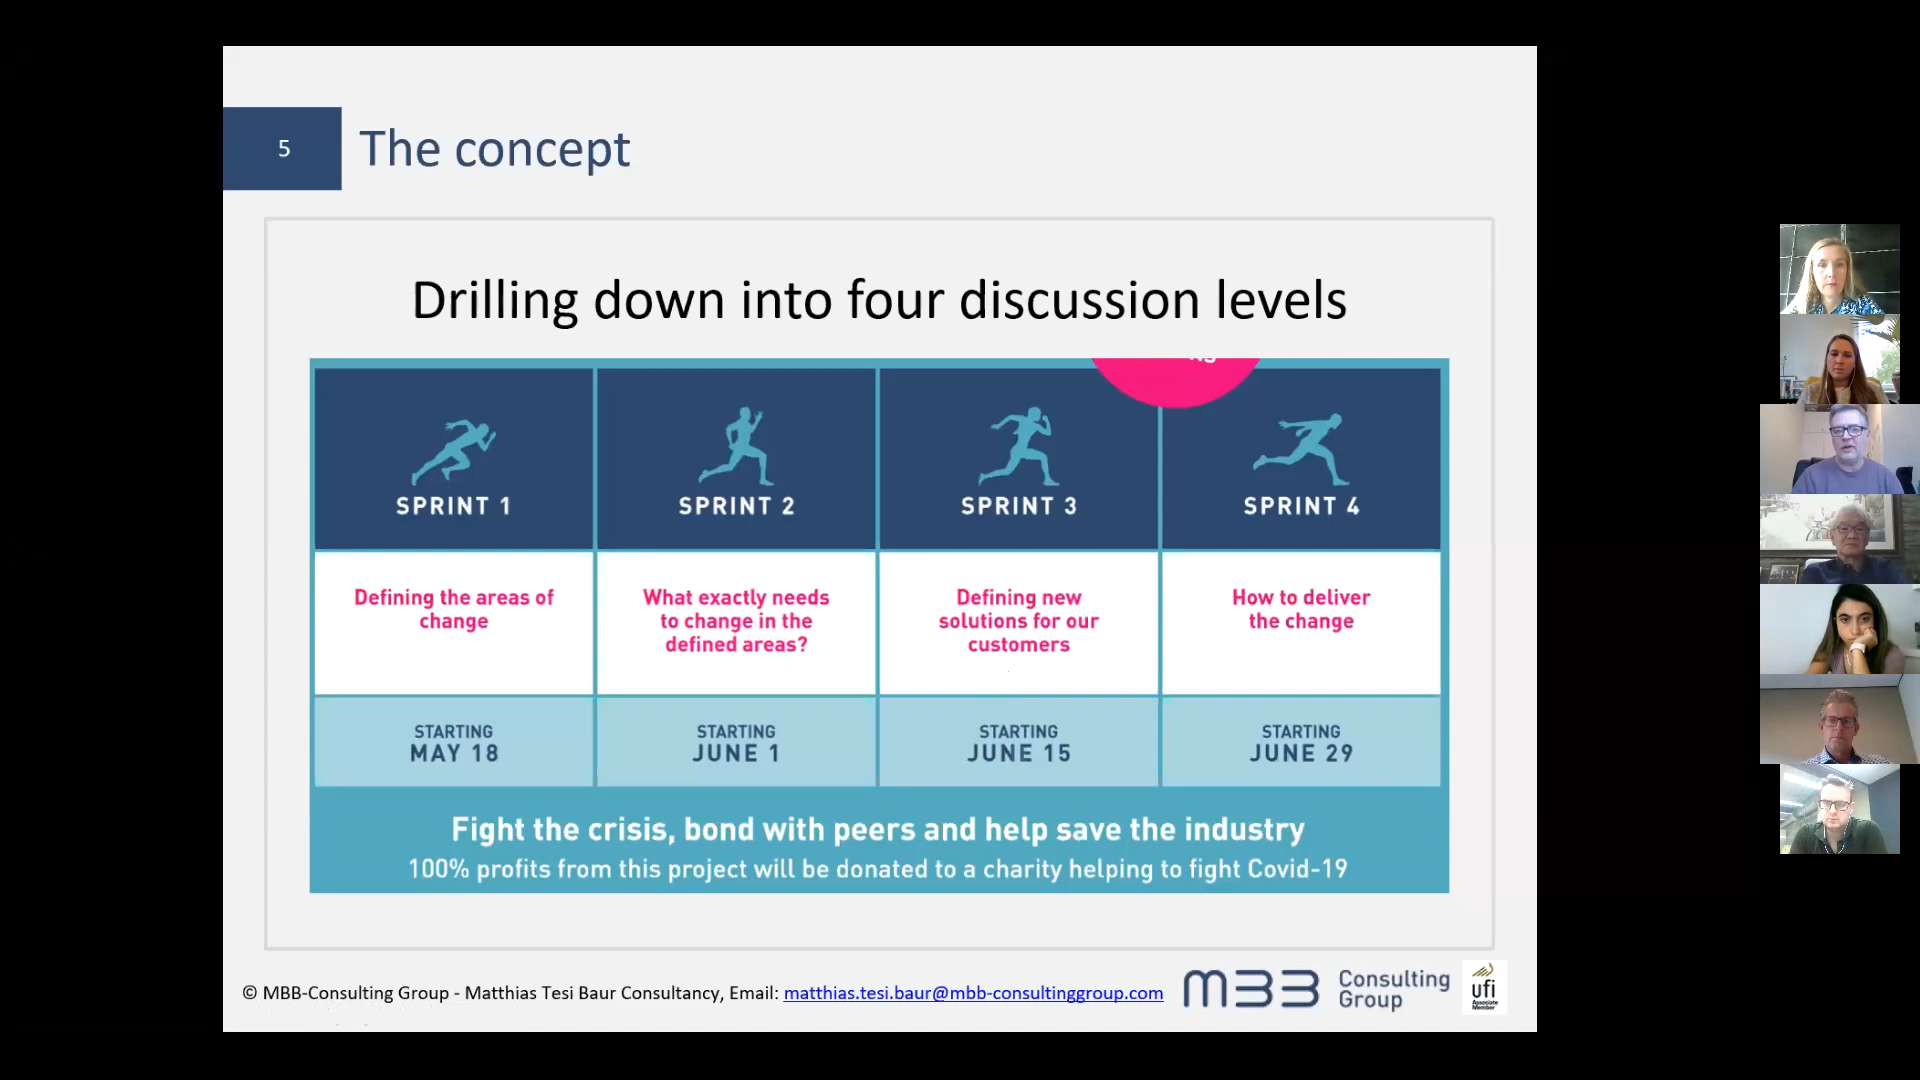 5
The concept
Drilling down into four discussion levels
SPRINT 1
SPRINT 2
SPRINT 3
SPRINT 4
Defining the areas of
change
What exactly needs
to change in the
defined areas?
Defining new
solutions for our
customers
How to deliver
the change
STARTING
MAY 18
STARTING
JUNE 1
STARTING
JUNE 15
STARTING
JUNE 29
Fight the crisis, bond with peers and help save the industry
100% profits from this project will be donated to a charity helping to fight Covid-19
© MBB-Consulting Group - Matthias Tesi Baur Consultancy, Email: matthias.tesi.baur@mbb-consultinggroup.com
MBB Consulting
Group
ufi
Associate
Member